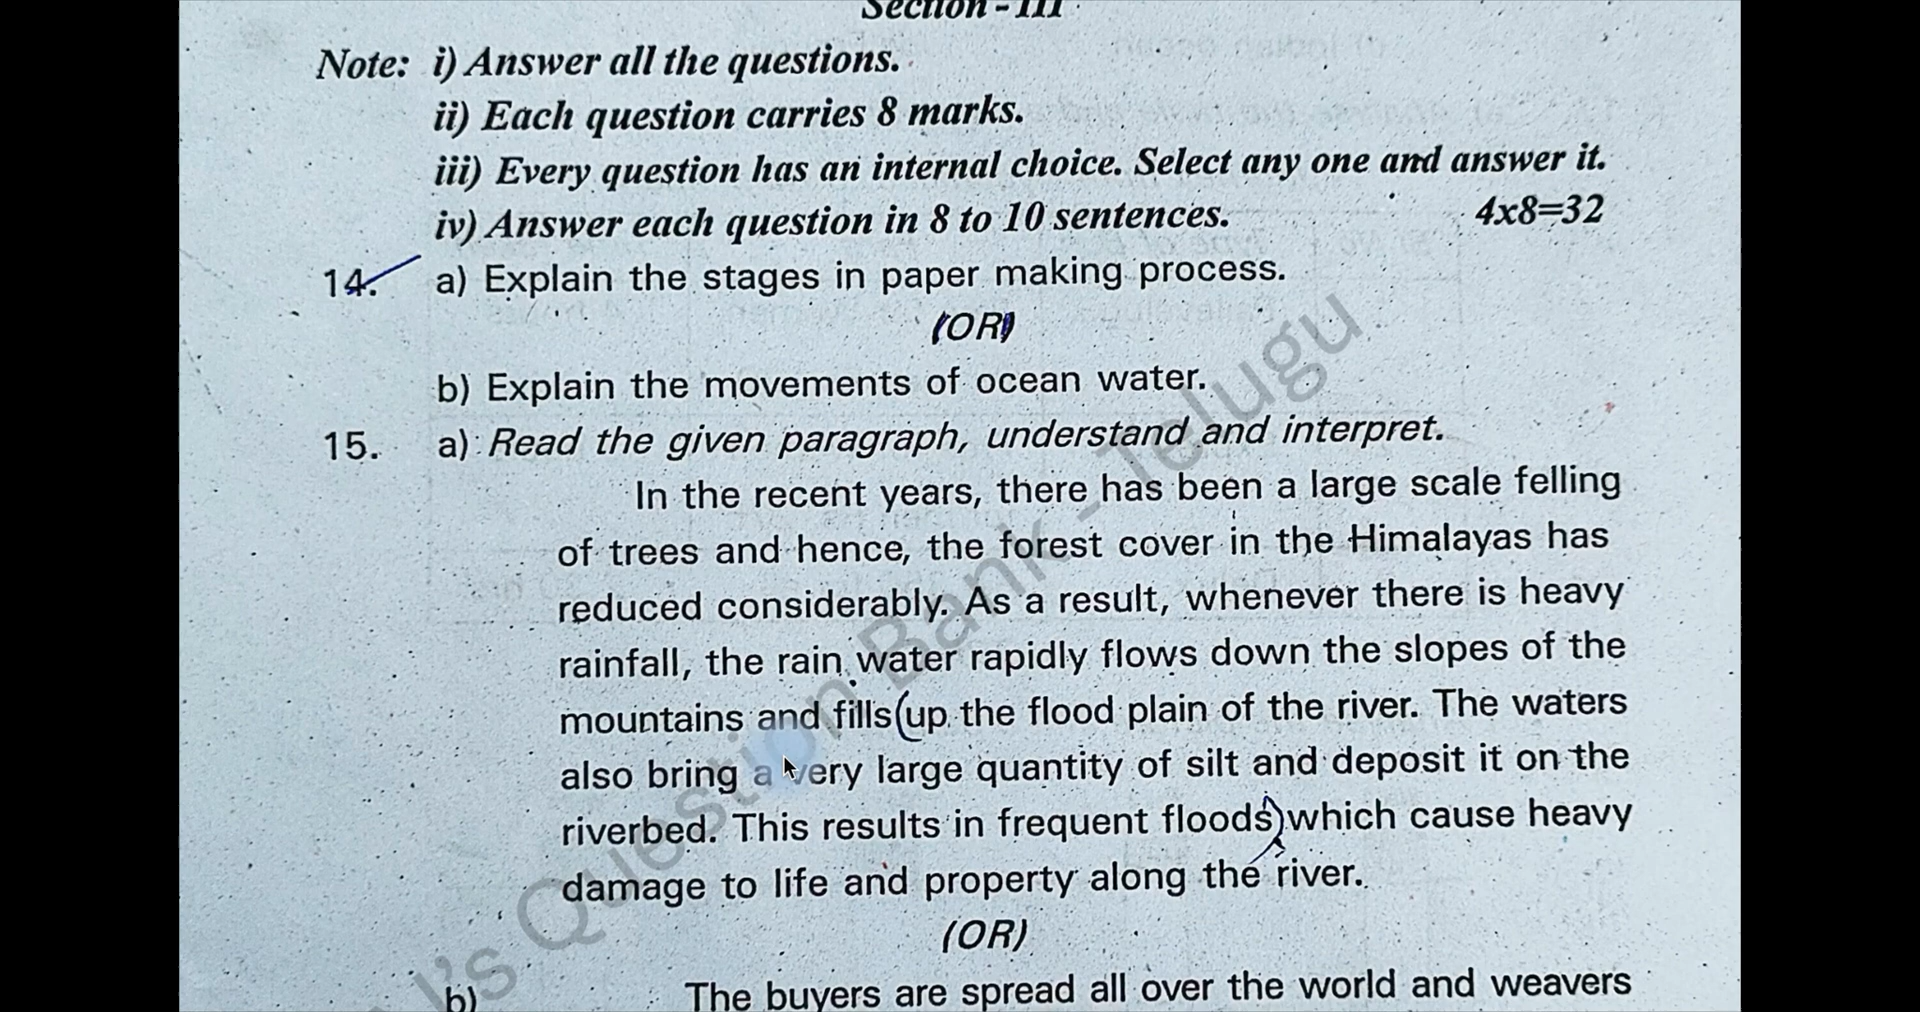 Section - III
Note: i) Answer all the questions.
ii) Each question carries 8 marks.
iii) Every question has an internal choice. Select any one and answer it.
iv) Answer each question in 8 to 10 sentences. 4x8=32
14. a) Explain the stages in paper making process.
(OR)
b) Explain the movements of ocean water.
15. a) Read the given paragraph, understand and interpret.
In the recent years, there has been a large scale felling
of trees and hence, the forest cover in the Himalayas has
reduced considerably. As a result, whenever there is heavy
rainfall, the rain water rapidly flows down the slopes of the
mountains and fills up the flood plain of the river. The waters
also bring a very large quantity of silt and deposit it on the
riverbed. This results in frequent floods which cause heavy
damage to life and property along the river.
(OR)
b) The buyers are spread all over the world and weavers
Question Bank - Telugu